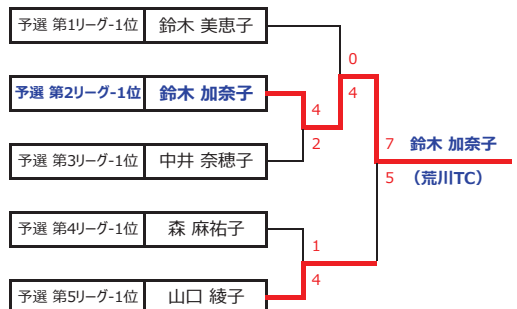 予選 第1リーグ-1位 鈴木 美恵子
0
予選 第2リーグ-1位 鈴木 加奈子
4
4
2
7 鈴木 加奈子
予選 第3リーグ-1位 中井 奈穂子
5 （荒川TC）
予選 第4リーグ-1位 森 麻祐子
1
4
予選 第5リーグ-1位 山口 綾子